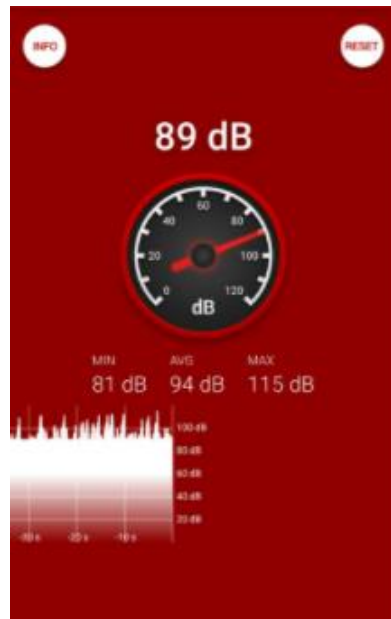 INFO
RESET
89 dB
60
40
80
20
100
0
120
dB
MIN AVG MAX
81 dB 94 dB 115 dB
100 dB
80 dB
60 dB
40 dB
20 dB
-30 s -20 s -10 s